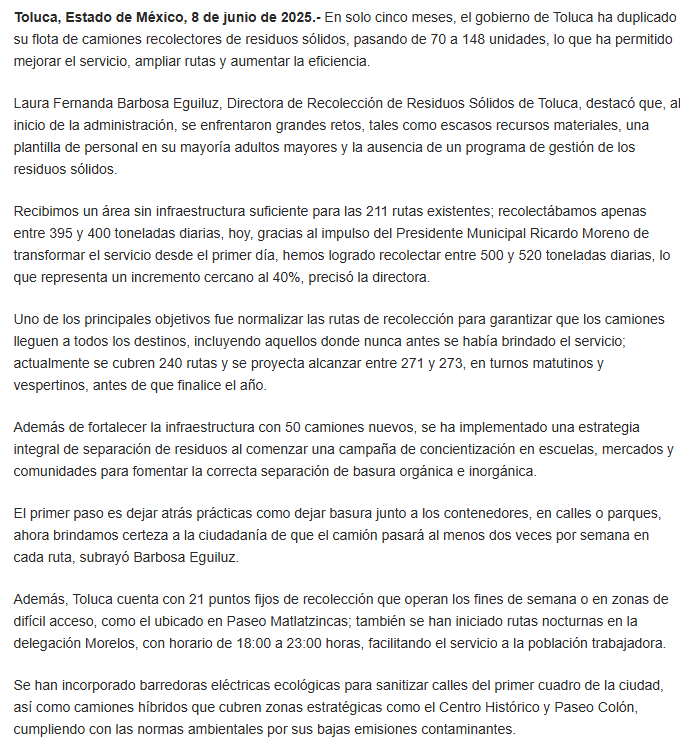 Toluca, Estado de México, 8 de junio de 2025.- En solo cinco meses, el gobierno de Toluca ha duplicado
su flota de camiones recolectores de residuos sólidos, pasando de 70 a 148 unidades, lo que ha permitido
mejorar el servicio, ampliar rutas y aumentar la eficiencia.
Laura Fernanda Barbosa Eguiluz, Directora de Recolección de Residuos Sólidos de Toluca, destacó que, al
inicio de la administración, se enfrentaron grandes retos, tales como escasos recursos materiales, una
plantilla de personal en su mayoría adultos mayores y la ausencia de un programa de gestión de los
residuos sólidos.
Recibimos un área sin infraestructura suficiente para las 211 rutas existentes; recolectábamos apenas
entre 395 y 400 toneladas diarias, hoy, gracias al impulso del Presidente Municipal Ricardo Moreno de
transformar el servicio desde el primer día, hemos logrado recolectar entre 500 y 520 toneladas diarias, lo
que representa un incremento cercano al 40%, precisó la directora.
Uno de los principales objetivos fue normalizar las rutas de recolección para garantizar que los camiones
lleguen a todos los destinos, incluyendo aquellos donde nunca antes se había brindado el servicio;
actualmente se cubren 240 rutas y se proyecta alcanzar entre 271 y 273, en turnos matutinos y
vespertinos, antes de que finalice el año.
Además de fortalecer la infraestructura con 50 camiones nuevos, se ha implementado una estrategia
integral de separación de residuos al comenzar una campaña de concientización en escuelas, mercados y
comunidades para fomentar la correcta separación de basura orgánica e inorgánica.
El primer paso es dejar atrás prácticas como dejar basura junto a los contenedores, en calles o parques,
ahora brindamos certeza a la ciudadanía de que el camión pasará al menos dos veces por semana en
cada ruta, subrayó Barbosa Eguiluz.
Además, Toluca cuenta con 21 puntos fijos de recolección que operan los fines de semana o en zonas de
difícil acceso, como el ubicado en Paseo Matlatzincas; también se han iniciado rutas nocturnas en la
delegación Morelos, con horario de 18:00 a 23:00 horas, facilitando el servicio a la población trabajadora.
Se han incorporado barredoras eléctricas ecológicas para sanitizar calles del primer cuadro de la ciudad,
así como camiones híbridos que cubren zonas estratégicas como el Centro Histórico y Paseo Colón,
cumpliendo con las normas ambientales por sus bajas emisiones contaminantes.